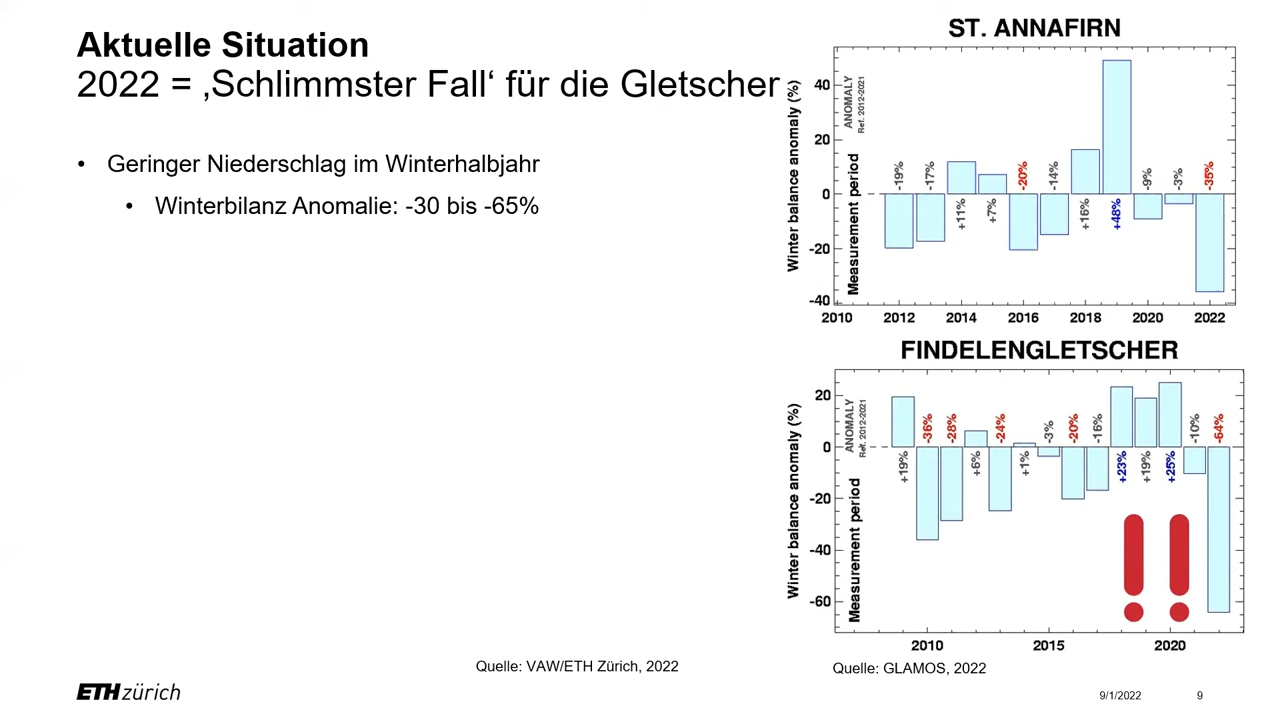 Aktuelle Situation
2022 = ‚Schlimmster Fall‘ für die Gletscher
• Geringer Niederschlag im Winterhalbjahr
• Winterbilanz Anomalie: -30 bis -65%
ST. ANNAFIRN
Winter balance anomaly (%)
40
20
0
-20
-40
ANOMALY
Ref. 2012-2021
Measurement period
-19%
-17%
+11%
+7%
-20%
-14%
+16%
+48%
-9%
-3%
-35%
2010 2012 2014 2016 2018 2020 2022
FINDELENGLETSCHER
Winter balance anomaly (%)
20
0
-20
-40
-60
ANOMALY
Ref. 2012-2021
Measurement period
+19%
-36%
-28%
+6%
-24%
+1%
-3%
-20%
-16%
+23%
+19%
+25%
-10%
-64%
!!
2010 2015 2020
Quelle: VAW/ETH Zürich, 2022
Quelle: GLAMOS, 2022
ETH zürich
9/1/2022
9